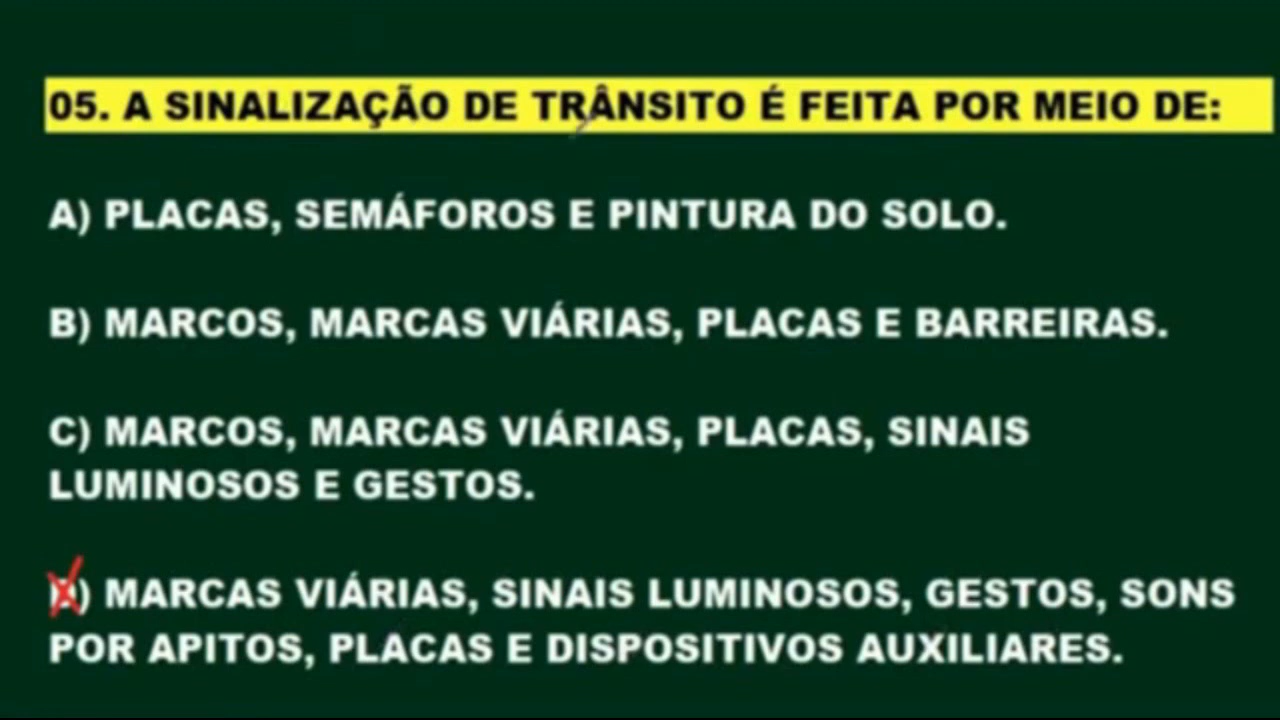 05. A SINALIZAÇÃO DE TRÂNSITO É FEITA POR MEIO DE:
A) PLACAS, SEMÁFOROS E PINTURA DO SOLO.
B) MARCOS, MARCAS VIÁRIAS, PLACAS E BARREIRAS.
C) MARCOS, MARCAS VIÁRIAS, PLACAS, SINAIS
LUMINOSOS E GESTOS.
D) MARCAS VIÁRIAS, SINAIS LUMINOSOS, GESTOS, SONS
POR APITOS, PLACAS E DISPOSITIVOS AUXILIARES.